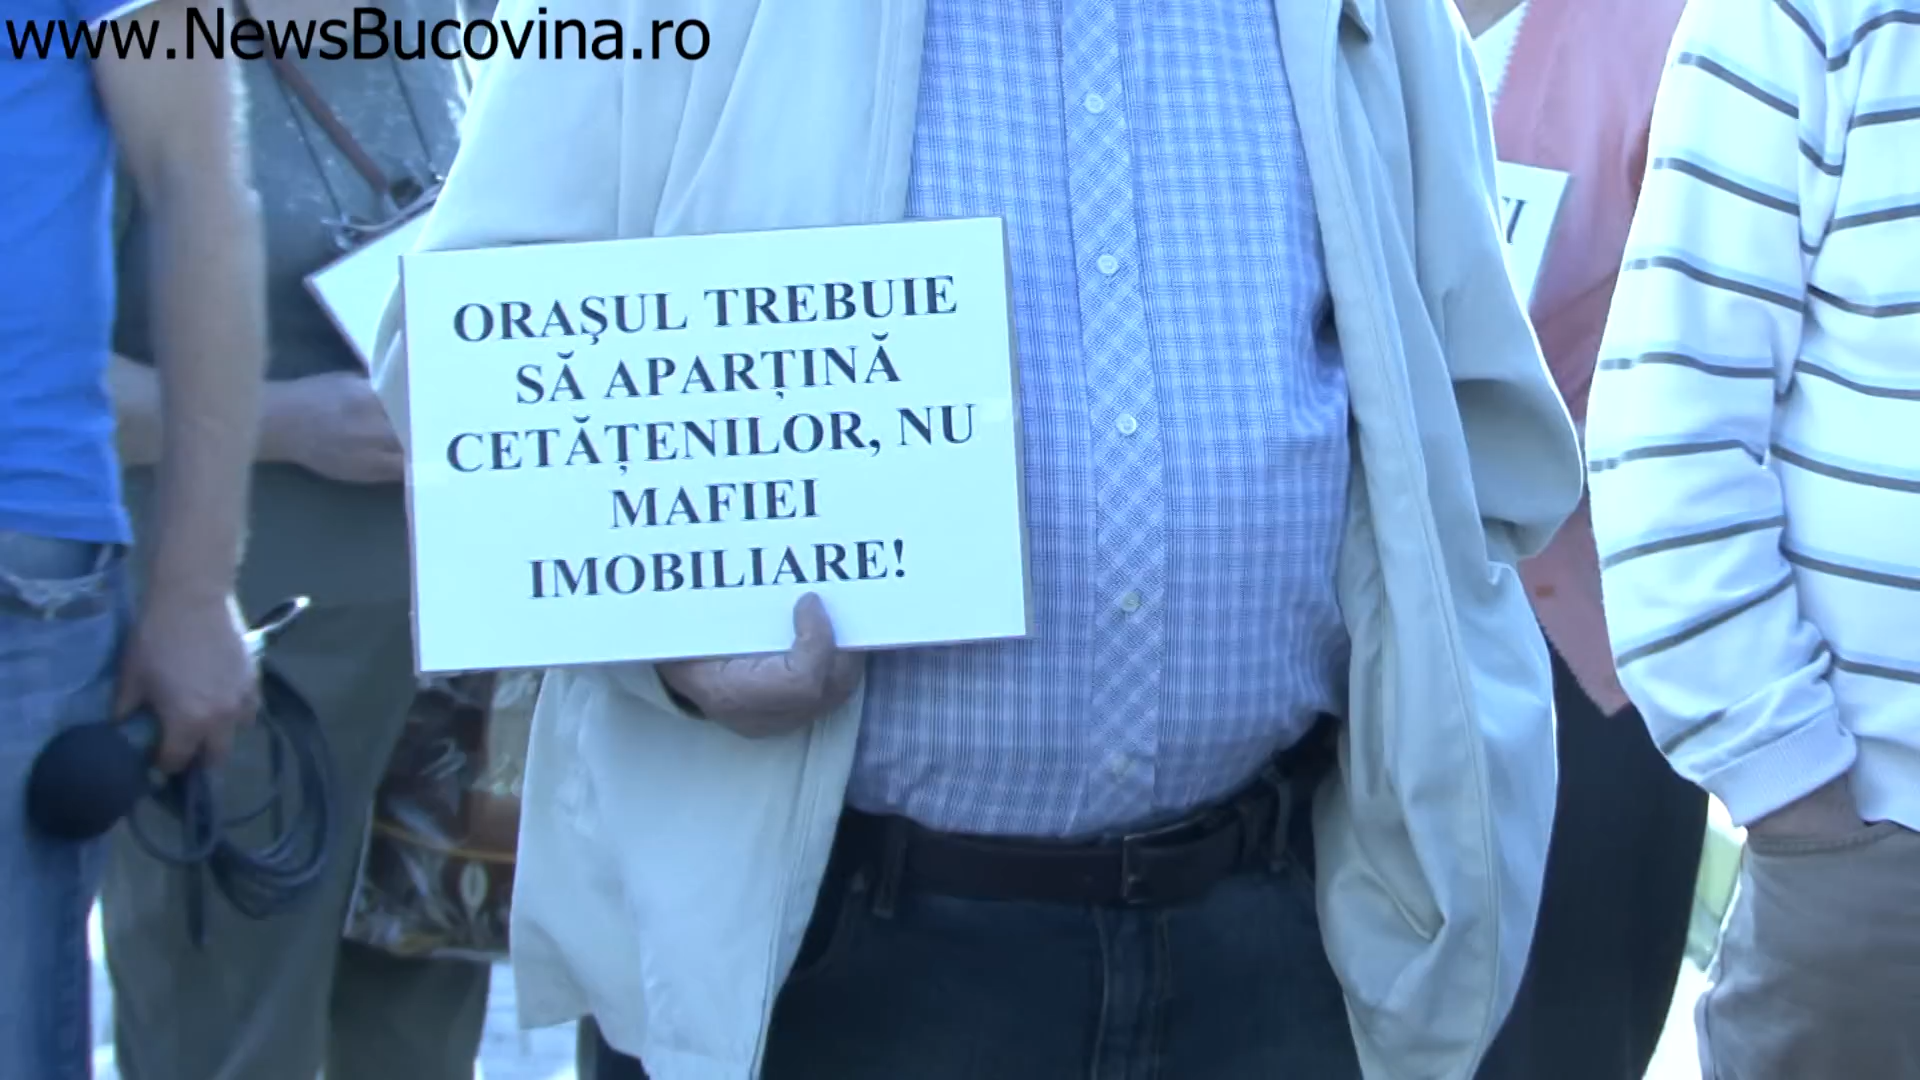 www.NewsBucovina.ro
ORAŞUL TREBUIE
SĂ APARȚINĂ
CETĂȚENILOR, NU
MAFIEI
IMOBILIARE!